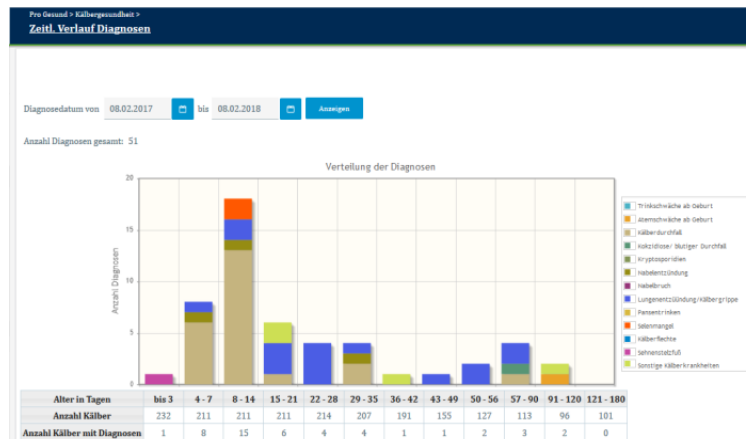 Pro Gesund > Kälbergesundheit >
Zeitl. Verlauf Diagnosen
Diagnosedatum von 08.02.2017 bis 08.02.2018 Anzeigen
Anzahl Diagnosen gesamt: 51
Verteilung der Diagnosen
20
15
10
5
0
Anzahl Diagnosen
Trinkschwäche ab Geburt
Atemschwäche ab Geburt
Kälberdurchfall
Kokzidiose/ blutiger Durchfall
Kryptosporidien
Nabelentzündung
Nabelbruch
Lungenentzüündung/Kälbergrippe
Pansentrinken
Selenmangel
Kälberflechte
Sehnenstelzfuß
Sonstige Kälberkrankheiten
Alter in Tagen bis 3 4 - 7 8 - 14 15 - 21 22 - 28 29 - 35 36 - 42 43 - 49 50 - 56 57 - 90 91 - 120 121 - 180
Anzahl Kälber 232 211 211 211 214 207 191 155 127 113 96 101
Anzahl Kälber mit Diagnosen 1 8 15 6 4 4 1 1 2 3 2 0